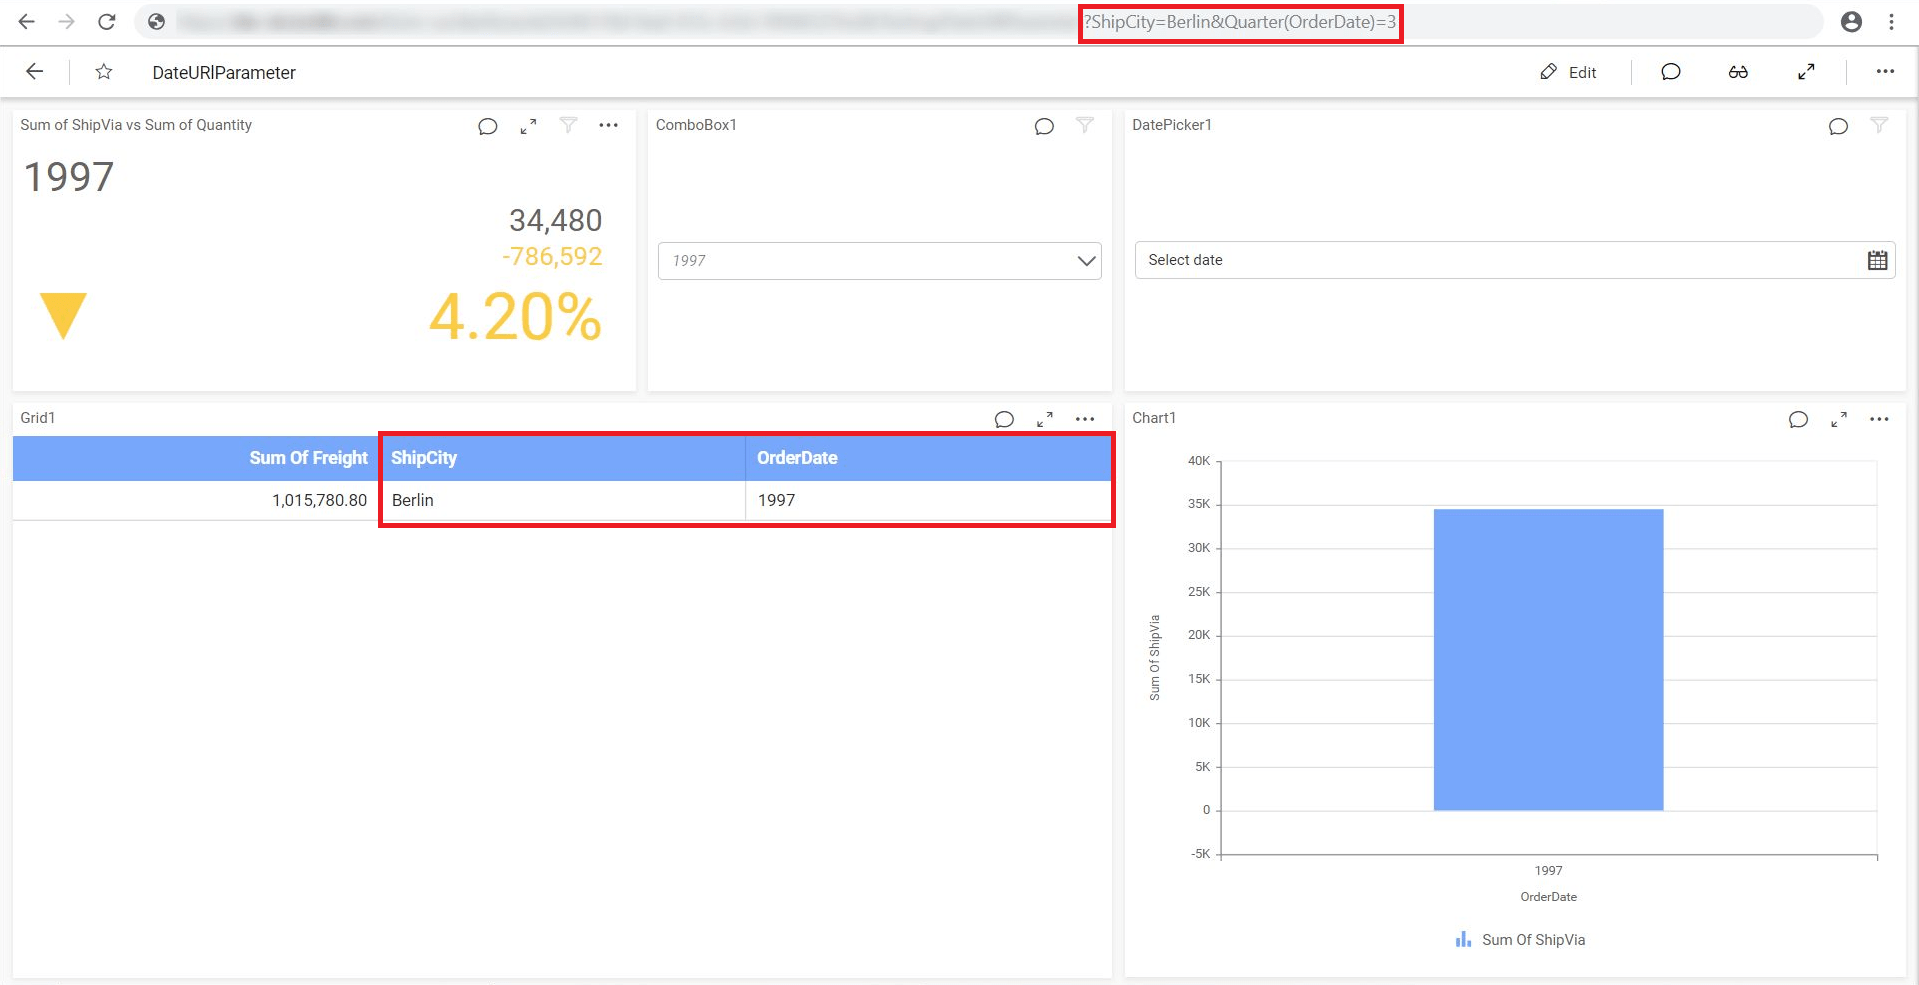 ?ShipCity=Berlin&Quarter(OrderDate)=3
DateURlParameter
Edit
Sum of ShipVia vs Sum of Quantity
1997
34,480
-786,592
4.20%
ComboBox1
1997
DatePicker1
Select date
Grid1
Sum Of Freight ShipCity OrderDate
1,015,780.80 Berlin 1997
Chart1
40K
35K
30K
25K
20K
15K
10K
5K
0
-5K
Sum Of ShipVia
1997
OrderDate
Sum Of ShipVia